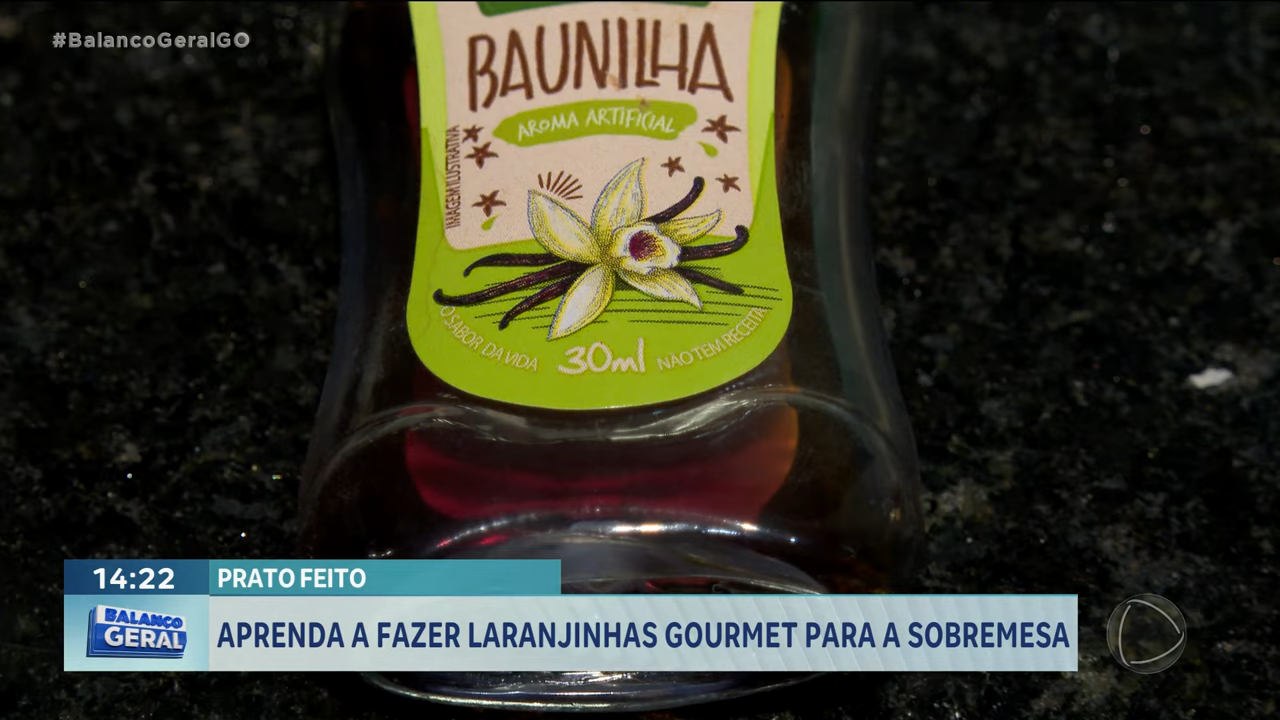 #BalancoGeralGO
BAUNILHA
AROMA ARTIFICIAL
IMAGEM ILUSTRATIVA
O SABOR DA VIDA
30ml
NÃO TEM RECEITA
14:22
PRATO FEITO
BALANCO
GERAL
APRENDA A FAZER LARANJINHAS GOURMET PARA A SOBREMESA